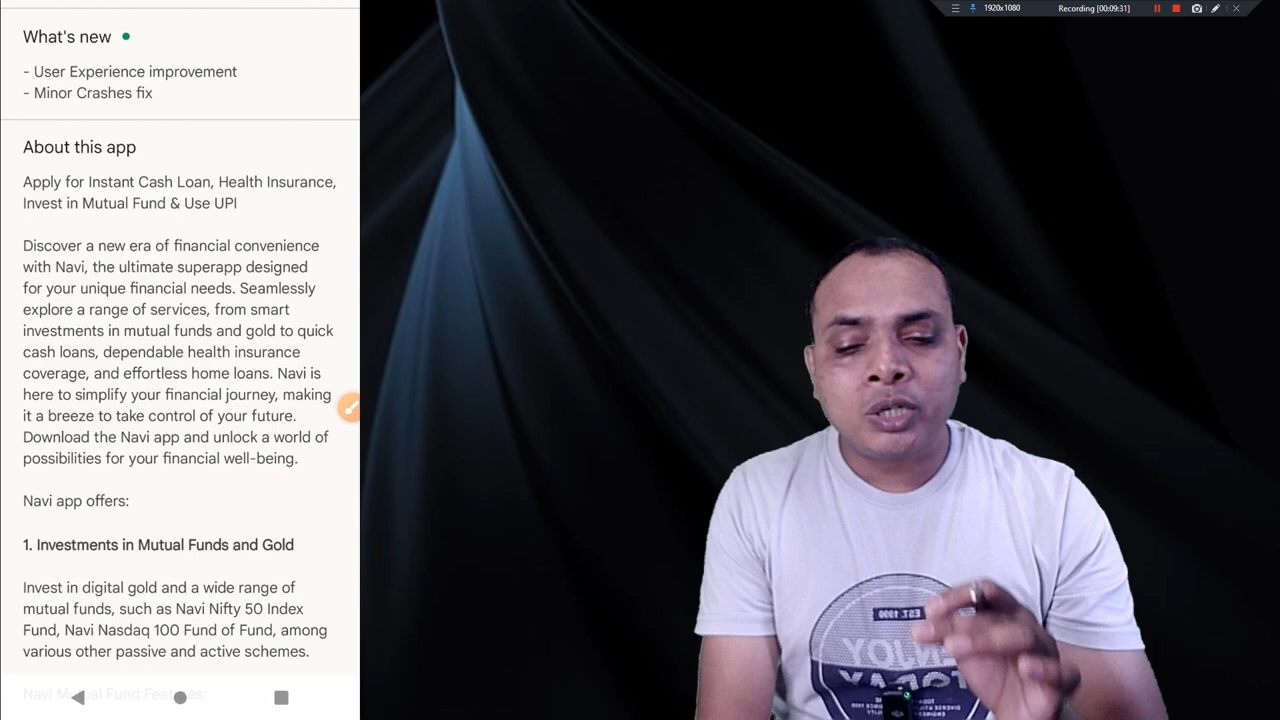 What's new
- User Experience improvement
- Minor Crashes fix
About this app
Apply for Instant Cash Loan, Health Insurance,
Invest in Mutual Fund & Use UPI
Discover a new era of financial convenience
with Navi, the ultimate superapp designed
for your unique financial needs. Seamlessly
explore a range of services, from smart
investments in mutual funds and gold to quick
cash loans, dependable health insurance
coverage, and effortless home loans. Navi is
here to simplify your financial journey, making
it a breeze to take control of your future.
Download the Navi app and unlock a world of
possibilities for your financial well-being.
Navi app offers:
1. Investments in Mutual Funds and Gold
Invest in digital gold and a wide range of
mutual funds, such as Navi Nifty 50 Index
Fund, Navi Nasdaq 100 Fund of Fund, among
various other passive and active schemes.
Navi Mutual Fund Features:
1920x1080
Recording [00:09:31]
EST. 1990
TODAY